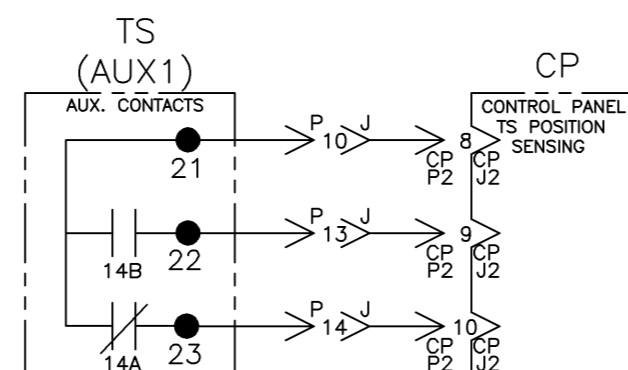 TS
(AUX1)
AUX. CONTACTS
CP
CONTROL PANEL
TS POSITION
SENSING
21
P 10 J
8
CP CP
P2 J2
14B
22
P 13 J
9
CP CP
P2 J2
14A
23
P 14 J
10
CP CP
P2 J2